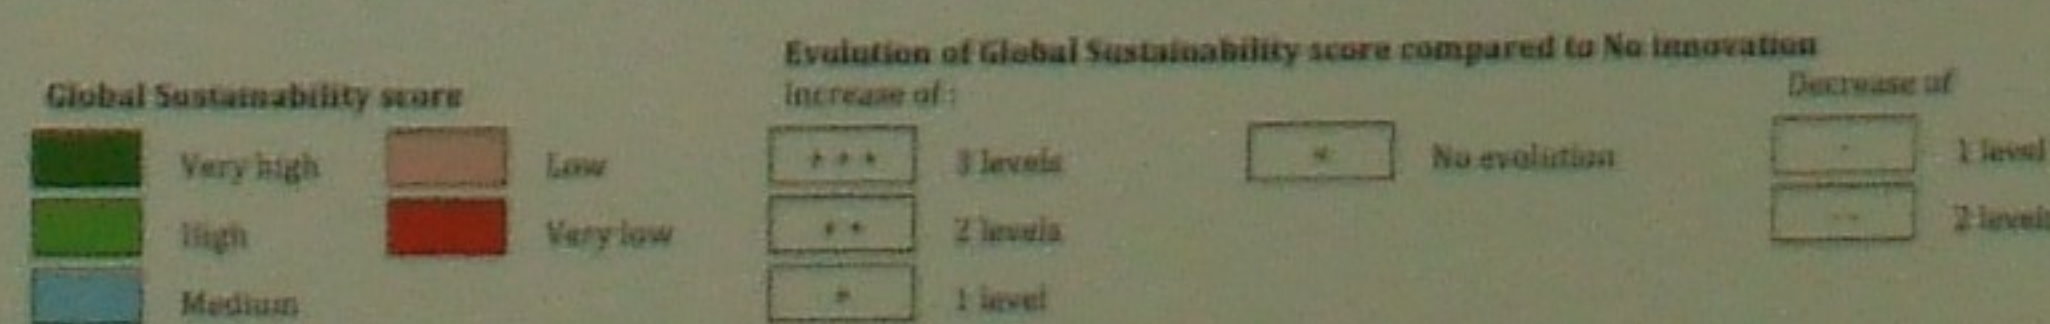 Global Sustainability score
Very high
Low
High
Very low
Medium
Evolution of Global Sustainability score compared to No innovation
Increase of :
+ + + 3 levels
+ + 2 levels
+ 1 level
= No evolution
Decrease of
- 1 level
- - 2 levels